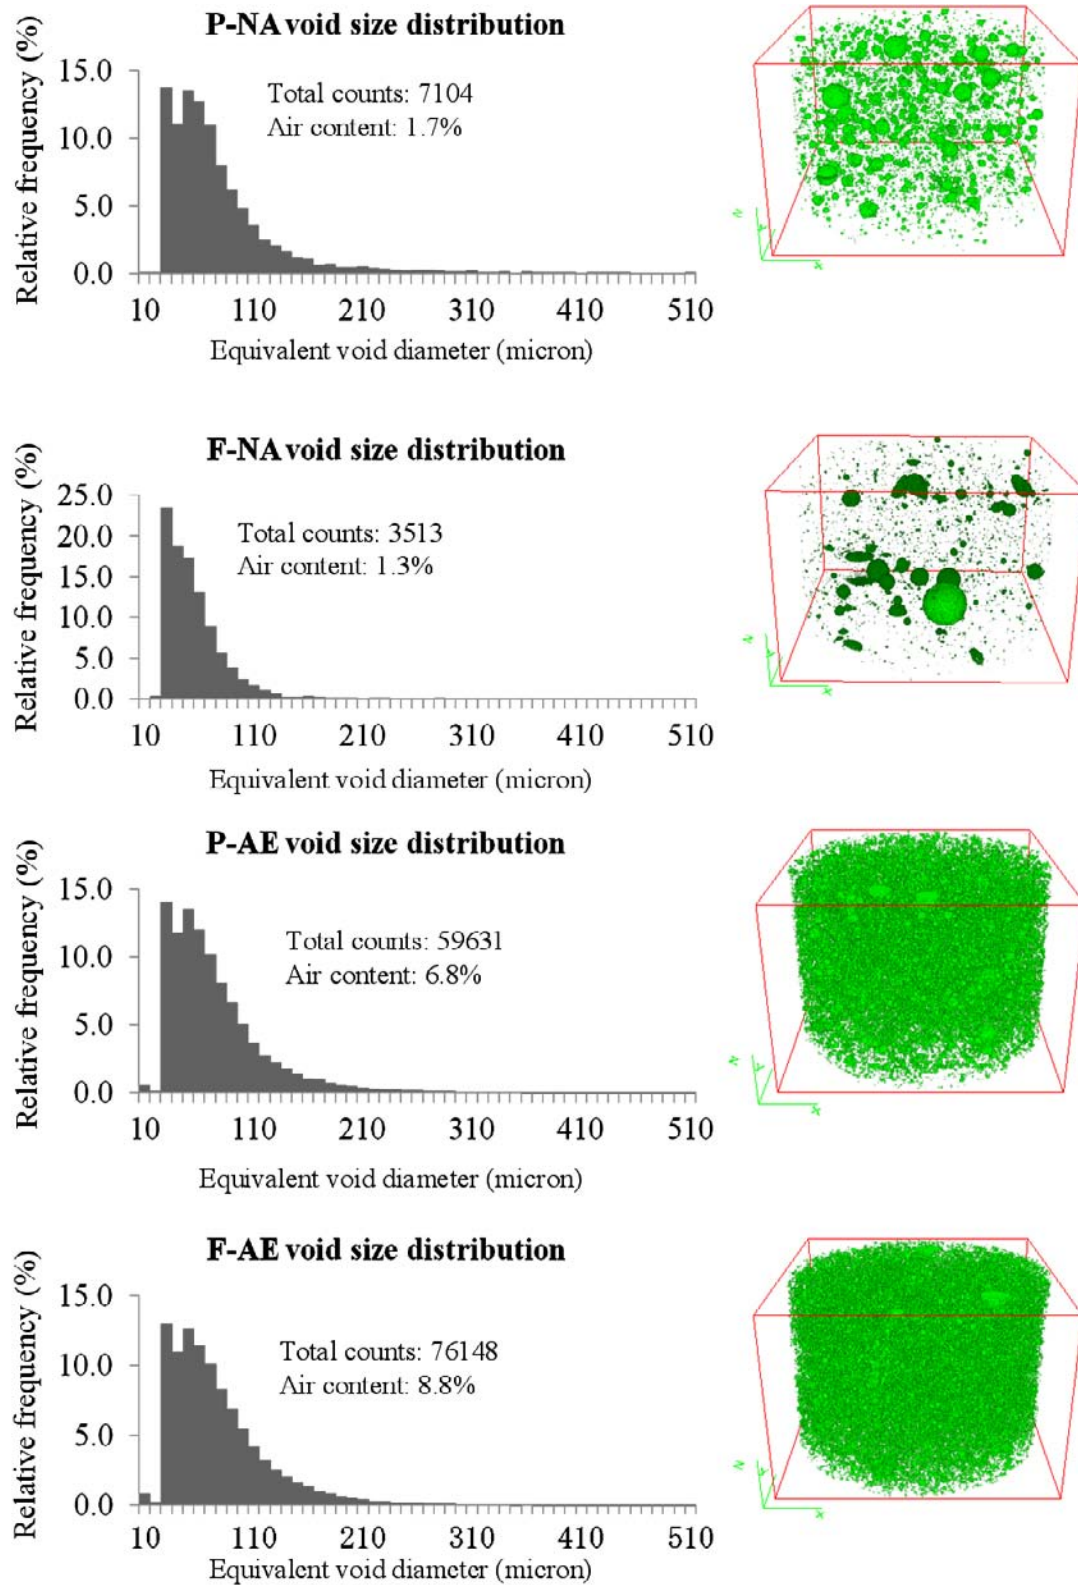 P-NA void size distribution
Relative frequency (%)
15.0
10.0
5.0
0.0
Total counts: 7104
Air content: 1.7%
10 110 210 310 410 510
Equivalent void diameter (micron)
F-NA void size distribution
Relative frequency (%)
25.0
20.0
15.0
10.0
5.0
0.0
Total counts: 3513
Air content: 1.3%
10 110 210 310 410 510
Equivalent void diameter (micron)
P-AE void size distribution
Relative frequency (%)
15.0
10.0
5.0
0.0
Total counts: 59631
Air content: 6.8%
10 110 210 310 410 510
Equivalent void diameter (micron)
F-AE void size distribution
Relative frequency (%)
15.0
10.0
5.0
0.0
Total counts: 76148
Air content: 8.8%
10 110 210 310 410 510
Equivalent void diameter (micron)